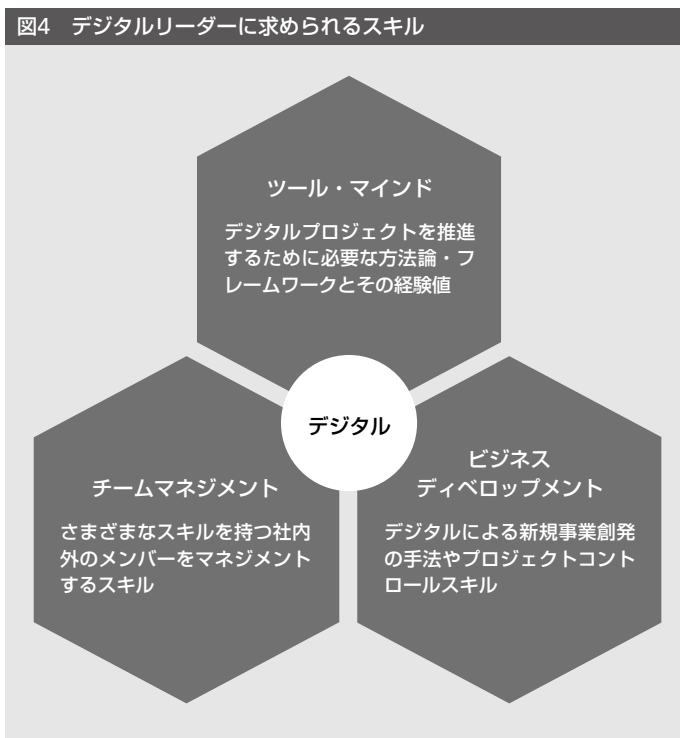 図4　デジタルリーダーに求められるスキル
ツール・マインド
デジタルプロジェクトを推進
するために必要な方法論・フ
レームワークとその経験値
デジタル
チームマネジメント
さまざまなスキルを持つ社内
外のメンバーをマネジメント
するスキル
ビジネス
ディベロップメント
デジタルによる新規事業創発
の手法やプロジェクトコント
ロールスキル